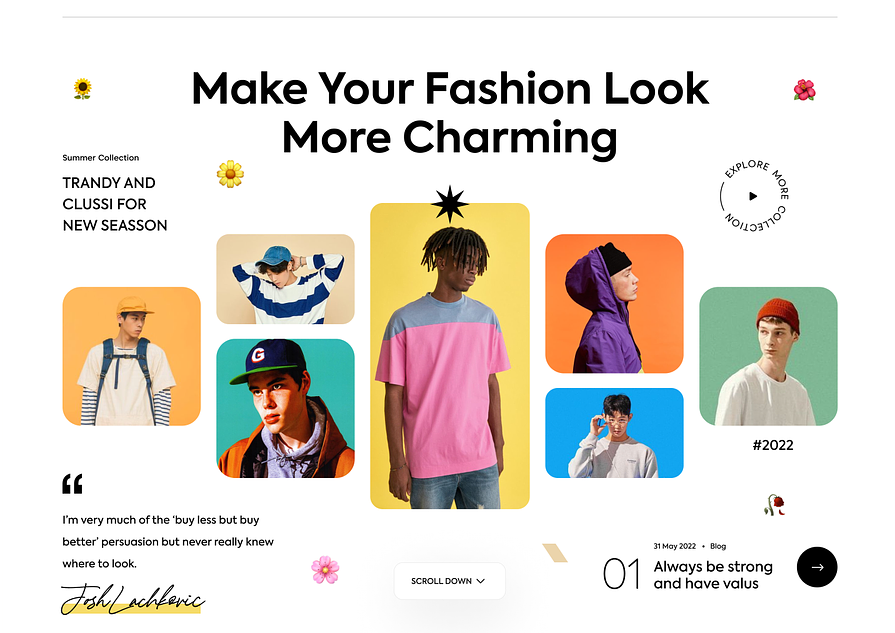 Make Your Fashion Look
More Charming
Summer Collection
TRANDY AND
CLUSSI FOR
NEW SEASSON
EXPLORE MORE COLLECTION
G
#2022
“
I'm very much of the ‘buy less but buy
better’ persuasion but never really knew
where to look.
Josh Lachkovic
SCROLL DOWN
31 May 2022 • Blog
01
Always be strong
and have valus